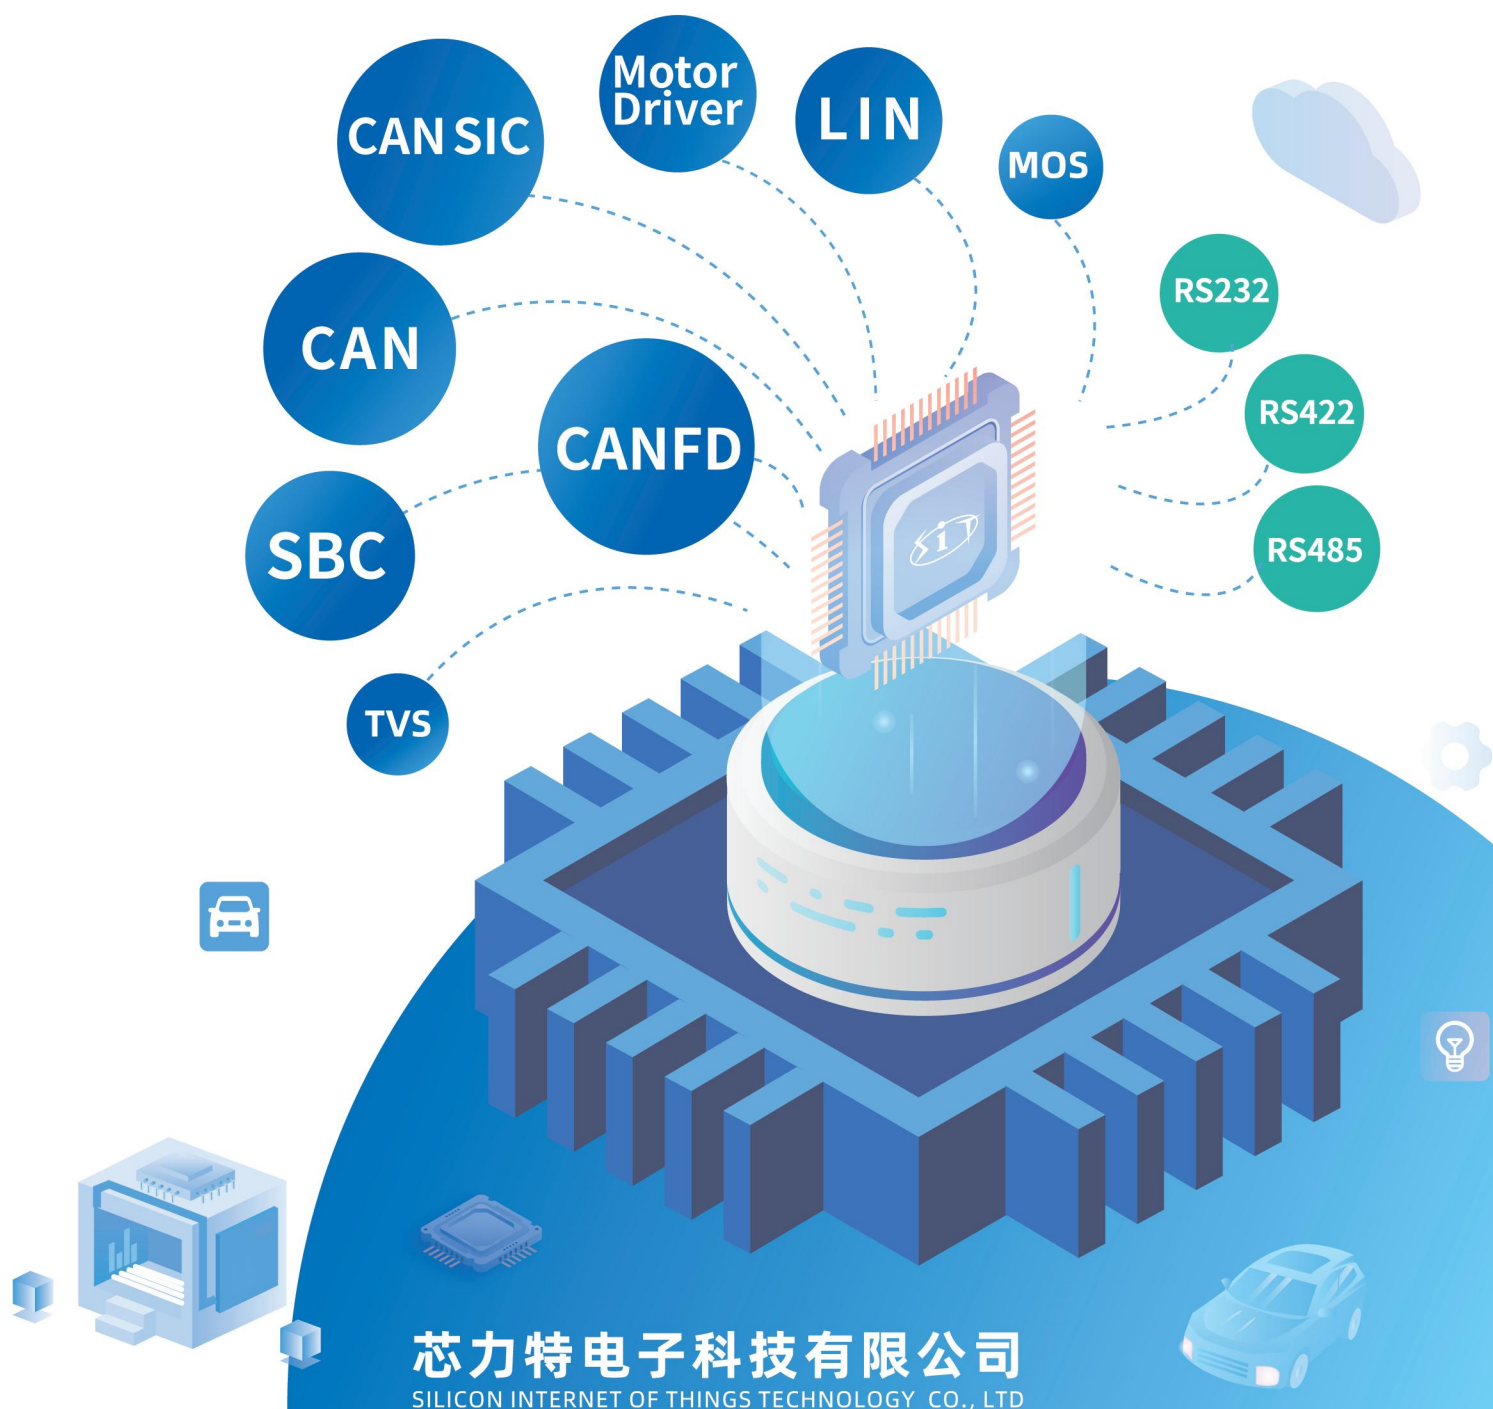 Motor
Driver
CAN SIC
LIN
MOS
RS232
CAN
RS422
CANFD
SBC
SiT
RS485
TVS
芯力特电子科技有限公司
SILICON INTERNET OF THINGS TECHNOLOGY CO., LTD